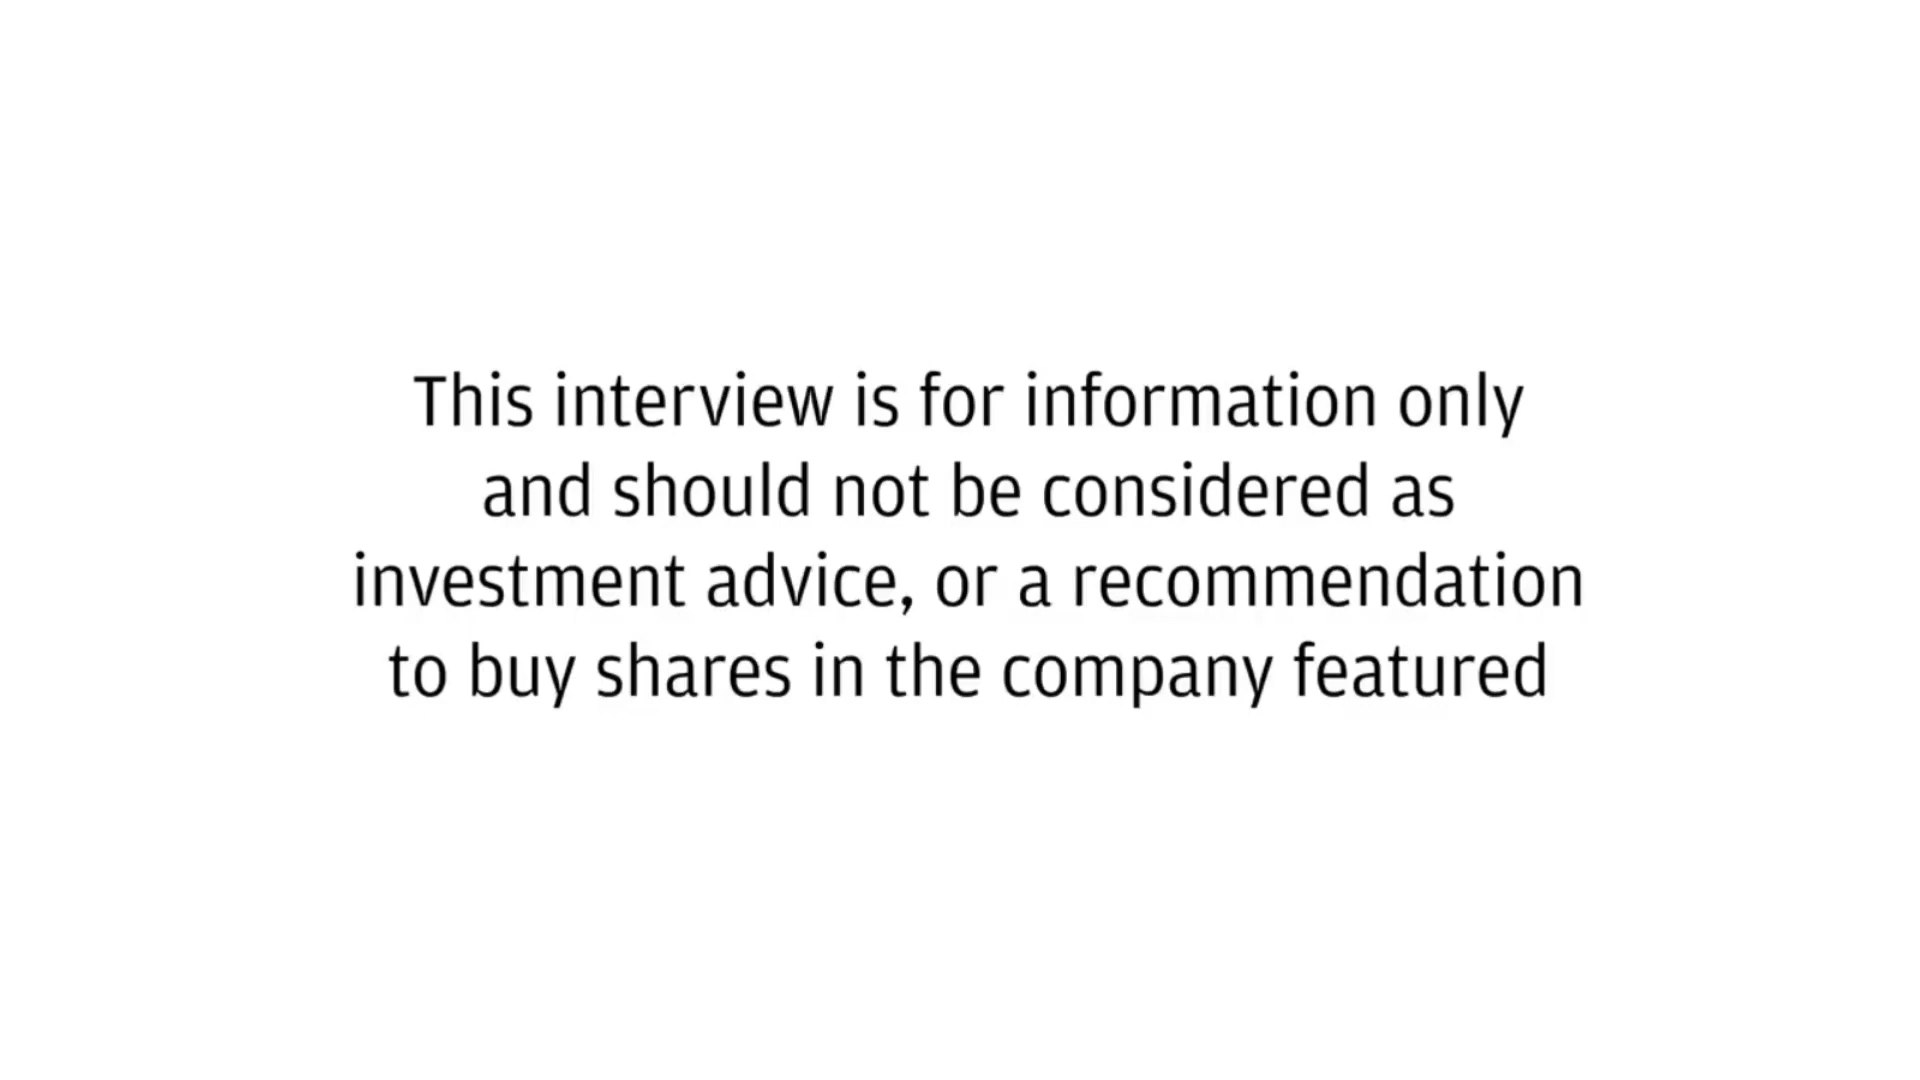 This interview is for information only
and should not be considered as
investment advice, or a recommendation
to buy shares in the company featured